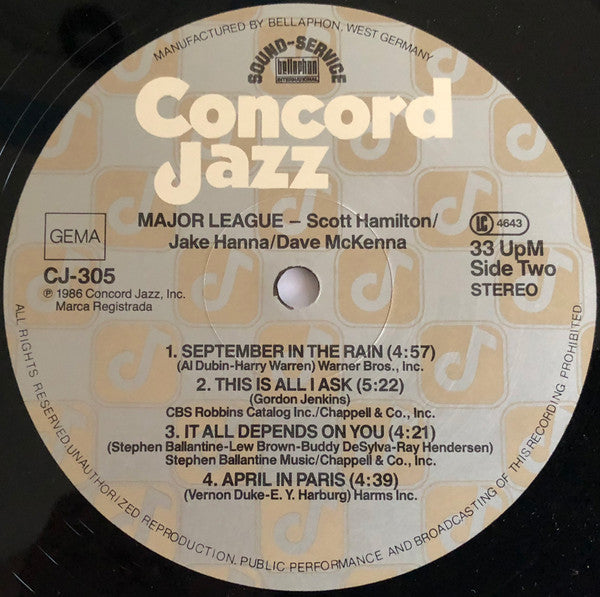 MANUFACTURED BY BELLAPHON, WEST GERMANY
SOUND-SERVICE
bellaphon
INTERNATIONAL
Concord
Jazz
MAJOR LEAGUE – Scott Hamilton/
Jake Hanna/Dave McKenna
GEMA
LC 4643
CJ-305
33 UpM
Side Two
STEREO
℗ 1986 Concord Jazz, Inc.
Marca Registrada
1. SEPTEMBER IN THE RAIN (4:57)
(Al Dubin-Harry Warren) Warner Bros., Inc.
2. THIS IS ALL I ASK (5:22)
(Gordon Jenkins)
CBS Robbins Catalog Inc./Chappell & Co., Inc.
3. IT ALL DEPENDS ON YOU (4:21)
(Stephen Ballantine-Lew Brown-Buddy DeSylva-Ray Hendersen)
Stephen Ballantine Music/Chappell & Co., Inc.
4. APRIL IN PARIS (4:39)
(Vernon Duke-E. Y. Harburg) Harms Inc.
ALL RIGHTS RESERVED. UNAUTHORIZED REPRODUCTION, PUBLIC PERFORMANCE AND BROADCASTING OF THIS RECORDING PROHIBITED